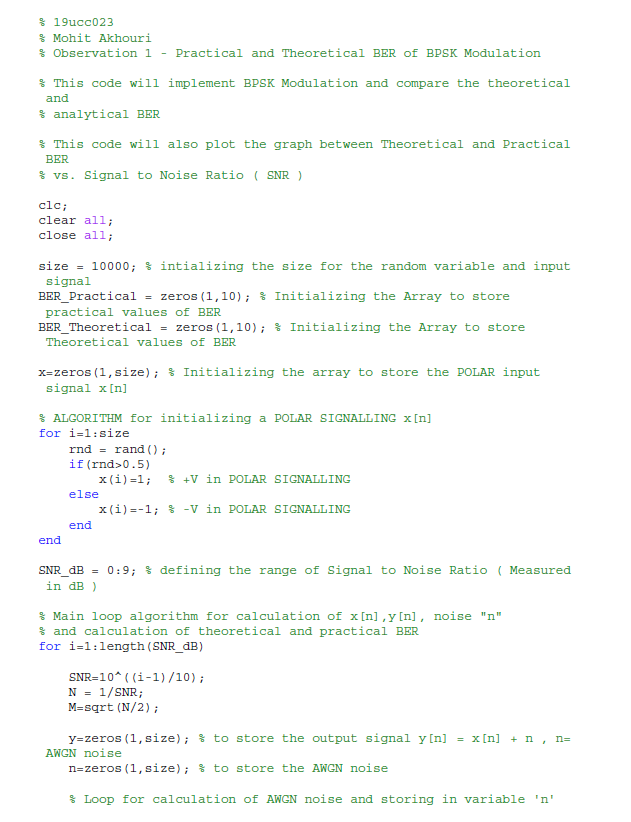 % 19ucc023
% Mohit Akhouri
% Observation 1 - Practical and Theoretical BER of BPSK Modulation
% This code will implement BPSK Modulation and compare the theoretical
and
% analytical BER
% This code will also plot the graph between Theoretical and Practical
BER
% vs. Signal to Noise Ratio ( SNR )
clc;
clear all;
close all;
size = 10000; % intializing the size for the random variable and input
signal
BER_Practical = zeros(1,10); % Initializing the Array to store
practical values of BER
BER_Theoretical = zeros(1,10); % Initializing the Array to store
Theoretical values of BER
x=zeros(1,size); % Initializing the array to store the POLAR input
signal x[n]
% ALGORITHM for initializing a POLAR SIGNALLING x[n]
for i=1:size
rnd = rand();
if(rnd>0.5)
x(i)=1; % +V in POLAR SIGNALLING
else
x(i)=-1; % -V in POLAR SIGNALLING
end
end
SNR_dB = 0:9; % defining the range of Signal to Noise Ratio ( Measured
in dB )
% Main loop algorithm for calculation of x[n],y[n], noise "n"
% and calculation of theoretical and practical BER
for i=1:length(SNR_dB)
SNR=10^((i-1)/10);
N = 1/SNR;
M=sqrt(N/2);
y=zeros(1,size); % to store the output signal y[n] = x[n] + n , n=
AWGN noise
n=zeros(1,size); % to store the AWGN noise
% Loop for calculation of AWGN noise and storing in variable 'n'